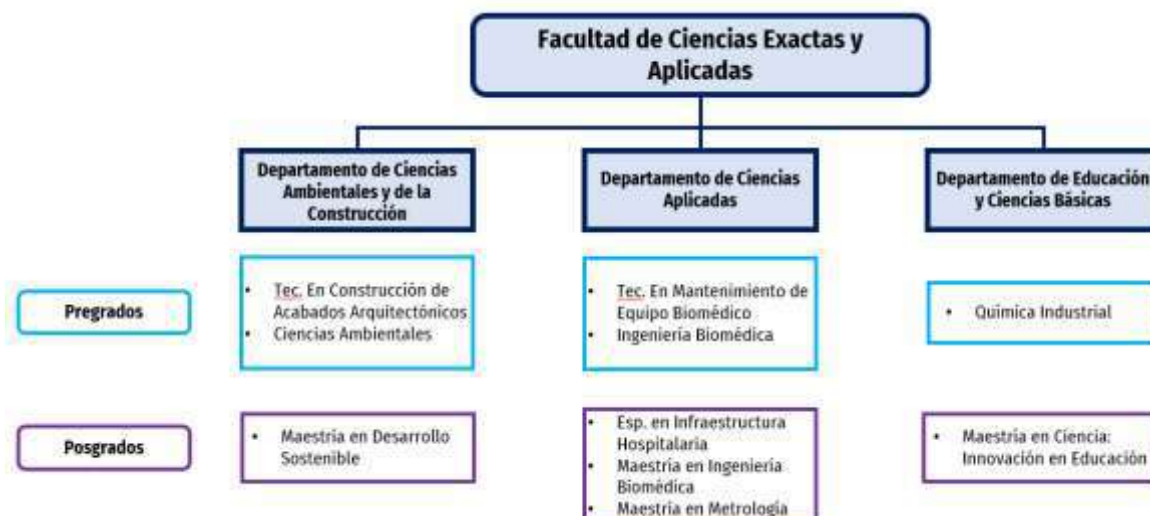 Facultad de Ciencias Exactas y
Aplicadas
Departamento de Ciencias
Ambientales y de la
Construcción
Departamento de Ciencias
Aplicadas
Departamento de Educación
y Ciencias Básicas
Pregrados
• Tec. En Construcción de
Acabados Arquitectónicos
• Ciencias Ambientales
• Tec. En Mantenimiento de
Equipo Biomédico
• Ingeniería Biomédica
• Química Industrial
Posgrados
• Maestría en Desarrollo
Sostenible
• Esp. en Infraestructura
Hospitalaria
• Maestría en Ingeniería
Biomédica
• Maestría en Metrología
• Maestría en Ciencia:
Innovación en Educación